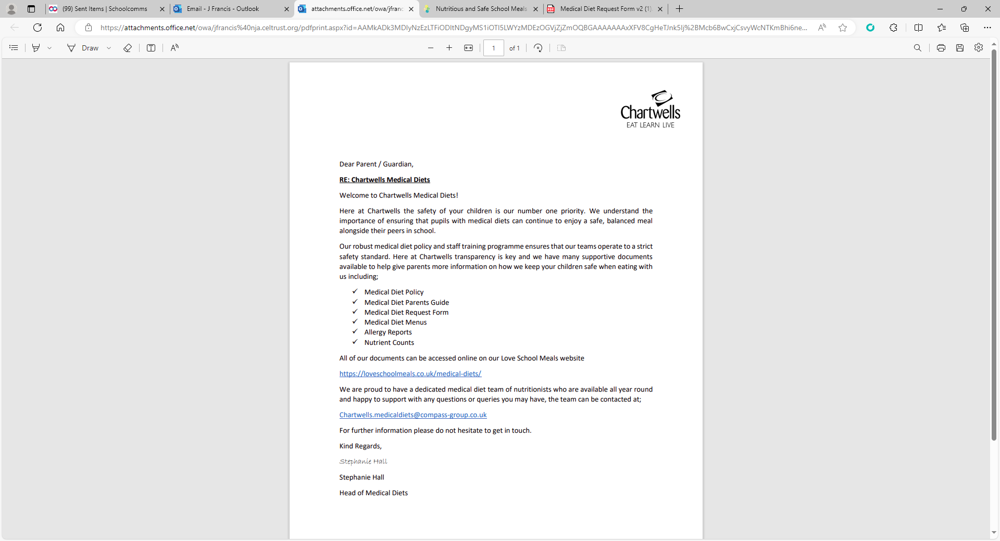 (99) Sent Items | Schoolcomms
Email - J Francis - Outlook
attachments.office.net/owa/jfranc
Nutritious and Safe School Meals
PDF
Medical Diet Request Form v2 (1).
https://attachments.office.net/owa/jfrancis%40nja.celtrust.org/pdfprint.aspx?id=AAMkADk3MDIyNzEzLTFiODItNDgyMS1iOTI5LWYzMDEzOGVjZjZmOQBGAAAAAAAxXFV8CgHeTJnk5Ij%2BMcb6BwCxjCsvyWcNTKmBhi6ne...
Draw
1
of 1
Chartwells
EAT LEARN LIVE
Dear Parent / Guardian,
RE: Chartwells Medical Diets
Welcome to Chartwells Medical Diets!
Here at Chartwells the safety of your children is our number one priority. We understand the
importance of ensuring that pupils with medical diets can continue to enjoy a safe, balanced meal
alongside their peers in school.
Our robust medical diet policy and staff training programme ensures that our teams operate to a strict
safety standard. Here at Chartwells transparency is key and we have many supportive documents
available to help give parents more information on how we keep your children safe when eating with
us including;
✓ Medical Diet Policy
✓ Medical Diet Parents Guide
✓ Medical Diet Request Form
✓ Medical Diet Menus
✓ Allergy Reports
✓ Nutrient Counts
All of our documents can be accessed online on our Love School Meals website
https://loveschoolmeals.co.uk/medical-diets/
We are proud to have a dedicated medical diet team of nutritionists who are available all year round
and happy to support with any questions or queries you may have, the team can be contacted at;
Chartwells.medicaldiets@compass-group.co.uk
For further information please do not hesitate to get in touch.
Kind Regards,
Stephanie Hall
Stephanie Hall
Head of Medical Diets